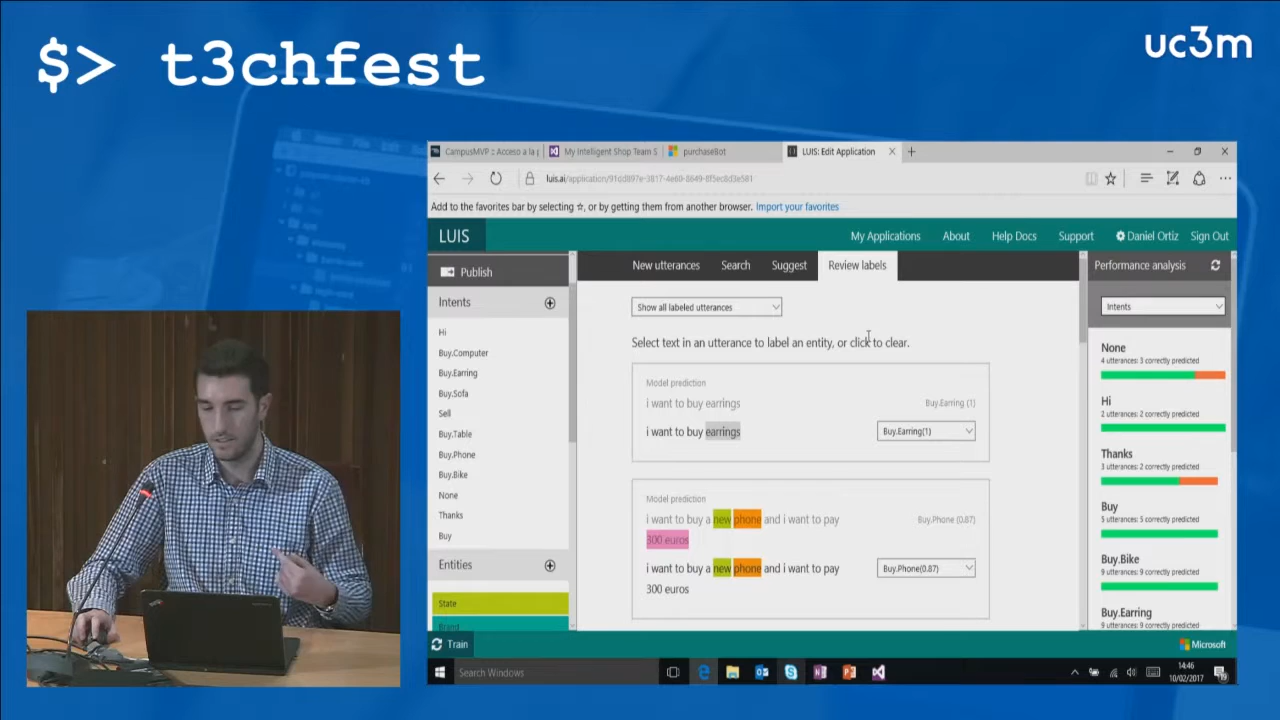 $> t3chfest
uc3m
CampusMVP :: Acceso a la p
My Intelligent Shop Team S
purchaseBot
LUIS: Edit Application
luis.ai/application/
Add to the favorites bar by selecting ☆, or by getting them from another browser. Import your favorites
LUIS
My Applications
About
Help Docs
Support
Daniel Ortiz
Sign Out
Publish
New utterances
Search
Suggest
Review labels
Performance analysis
Intents
Hi
Buy.Computer
Buy.Earring
Buy.Sofa
Sell
Buy.Table
Buy.Phone
Buy.Bike
None
Thanks
Buy
Entities
State
Brand
Show all labeled utterances
Select text in an utterance to label an entity, or click to clear.
Model prediction
i want to buy earrings
Buy.Earring (1)
i want to buy earrings
Buy.Earring(1)
Model prediction
i want to buy a new phone and i want to pay
300 euros
Buy.Phone (0.87)
i want to buy a new phone and i want to pay
300 euros
Buy.Phone(0.87)
Intents
None
4 utterances: 3 correctly predicted
Hi
2 utterances: 2 correctly predicted
Thanks
3 utterances: 2 correctly predicted
Buy
5 utterances: 5 correctly predicted
Buy.Bike
9 utterances: 9 correctly predicted
Buy.Earring
9 utterances: 9 correctly predicted
Train
Microsoft
Search Windows
14:46
10/02/2017